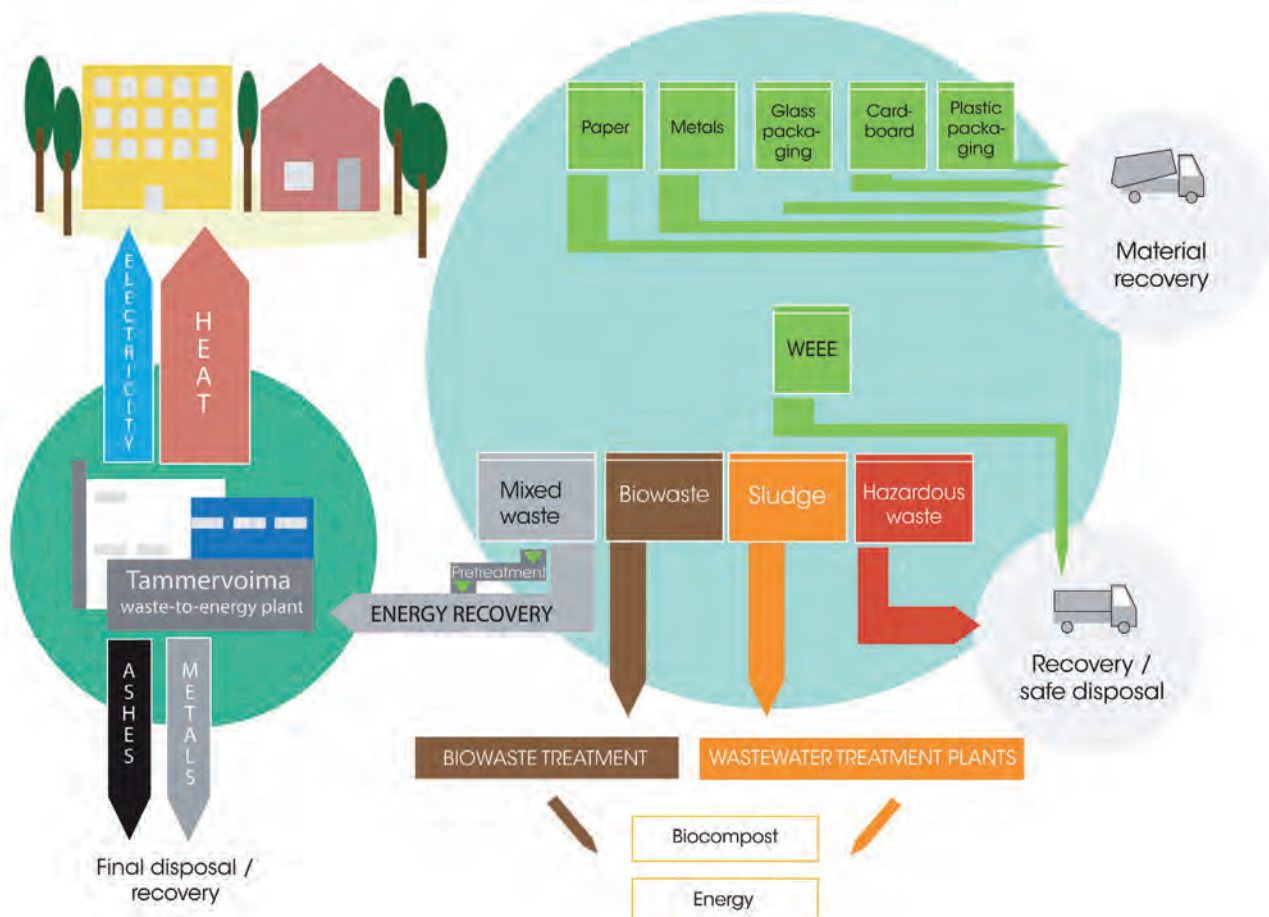 Paper
Metals
Glass
packa-
ging
Card-
board
Plastic
packa-
ging
Material
recovery
ELECTRICITY
HEAT
WEEE
Mixed
waste
Biowaste
Sludge
Hazardous
waste
Pretreatment
ENERGY RECOVERY
Tammervoima
waste-to-energy plant
Recovery /
safe disposal
ASHES
METALS
BIOWASTE TREATMENT
WASTEWATER TREATMENT PLANTS
Biocompost
Energy
Final disposal /
recovery